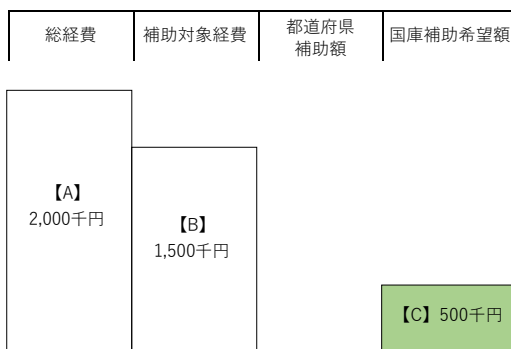 総経費
補助対象経費
都道府県
補助額
国庫補助希望額
【A】
2,000千円
【B】
1,500千円
【C】500千円